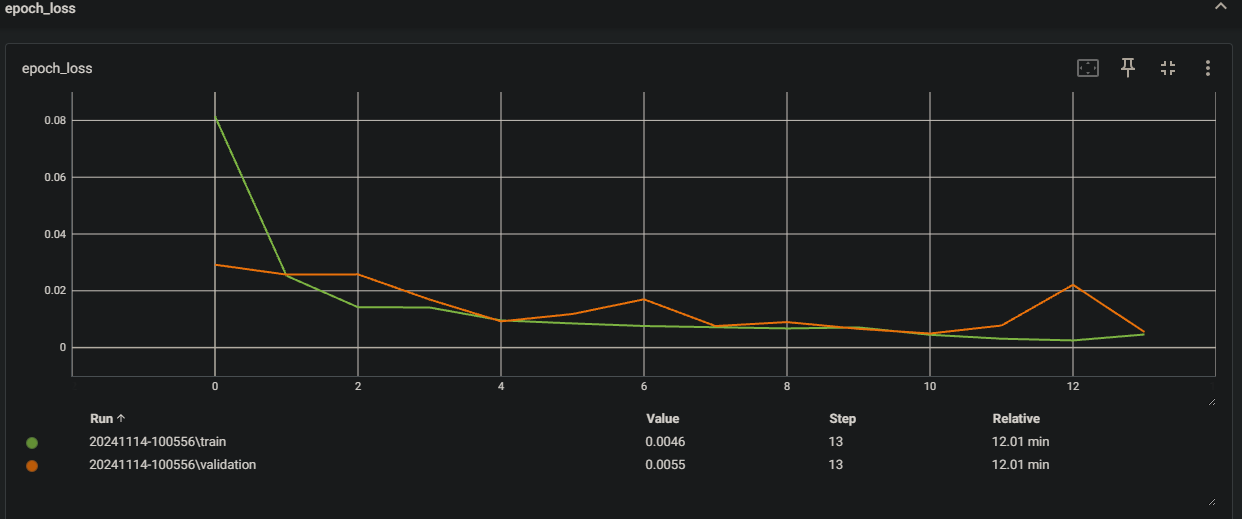 epoch_loss
epoch_loss
0.08
0.06
0.04
0.02
0
0 2 4 6 8 10 12
Run ↑ Value Step Relative
20241114-100556\train 0.0046 13 12.01 min
20241114-100556\validation 0.0055 13 12.01 min